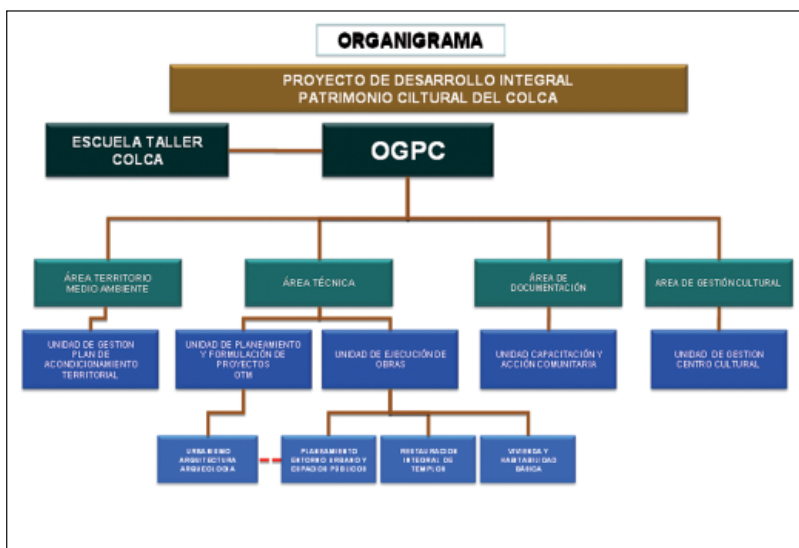 ORGANIGRAMA
PROYECTO DE DESARROLLO INTEGRAL
PATRIMONIO CILTURAL DEL COLCA
ESCUELA TALLER
COLCA
OGPC
ÁREA TERRITORIO
MEDIO AMBIENTE
ÁREA TÉCNICA
ÁREA DE
DOCUMENTACIÓN
AREA DE GESTIÓN CULTURAL
UNIDAD DE GESTION
PLAN DE
ACONDICIONAMIENTO
TERRITORIAL
UNIDAD DE PLANEAMIENTO
Y FORMULACIÓN DE
PROYECTOS
OTM
UNIDAD DE EJECUCIÓN DE
OBRAS
UNIDAD CAPACITACIÓN Y
ACCIÓN COMUNITARIA
UNIDAD DE GESTION
CENTRO CULTURAL
URBANISMO
ARQUITECTURA
ARQUEOLOGIA
PLANEAMIENTO
ENTORNO URBANO Y
ESPACIOS PÚBLICOS
RESTAURACION
INTEGRAL DE
TEMPLOS
VIVIENDA Y
HABITABILIDAD
BÁSICA